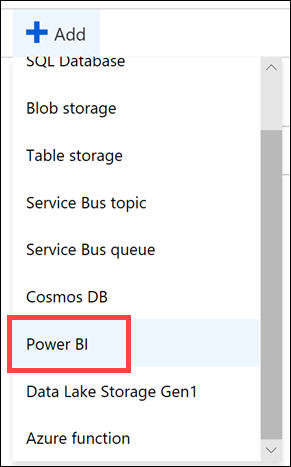 Add
SQL Database
Blob storage
Table storage
Service Bus topic
Service Bus queue
Cosmos DB
Power BI
Data Lake Storage Gen1
Azure function